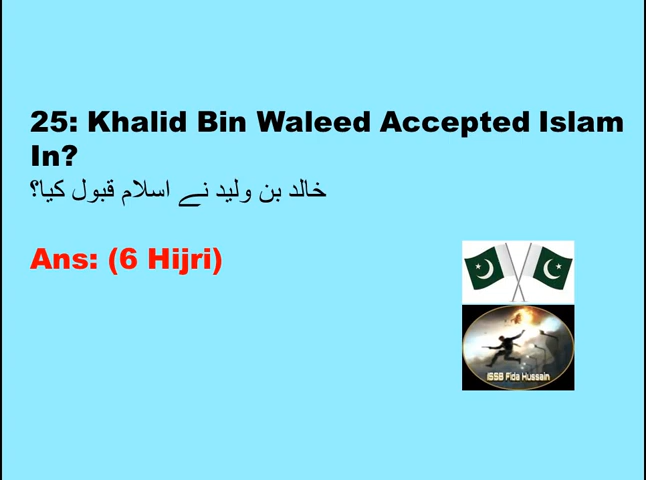 25: Khalid Bin Waleed Accepted Islam
In?
خالد بن ولید نے اسلام قبول کیا؟
Ans: (6 Hijri)
ISSB Fida Hussain